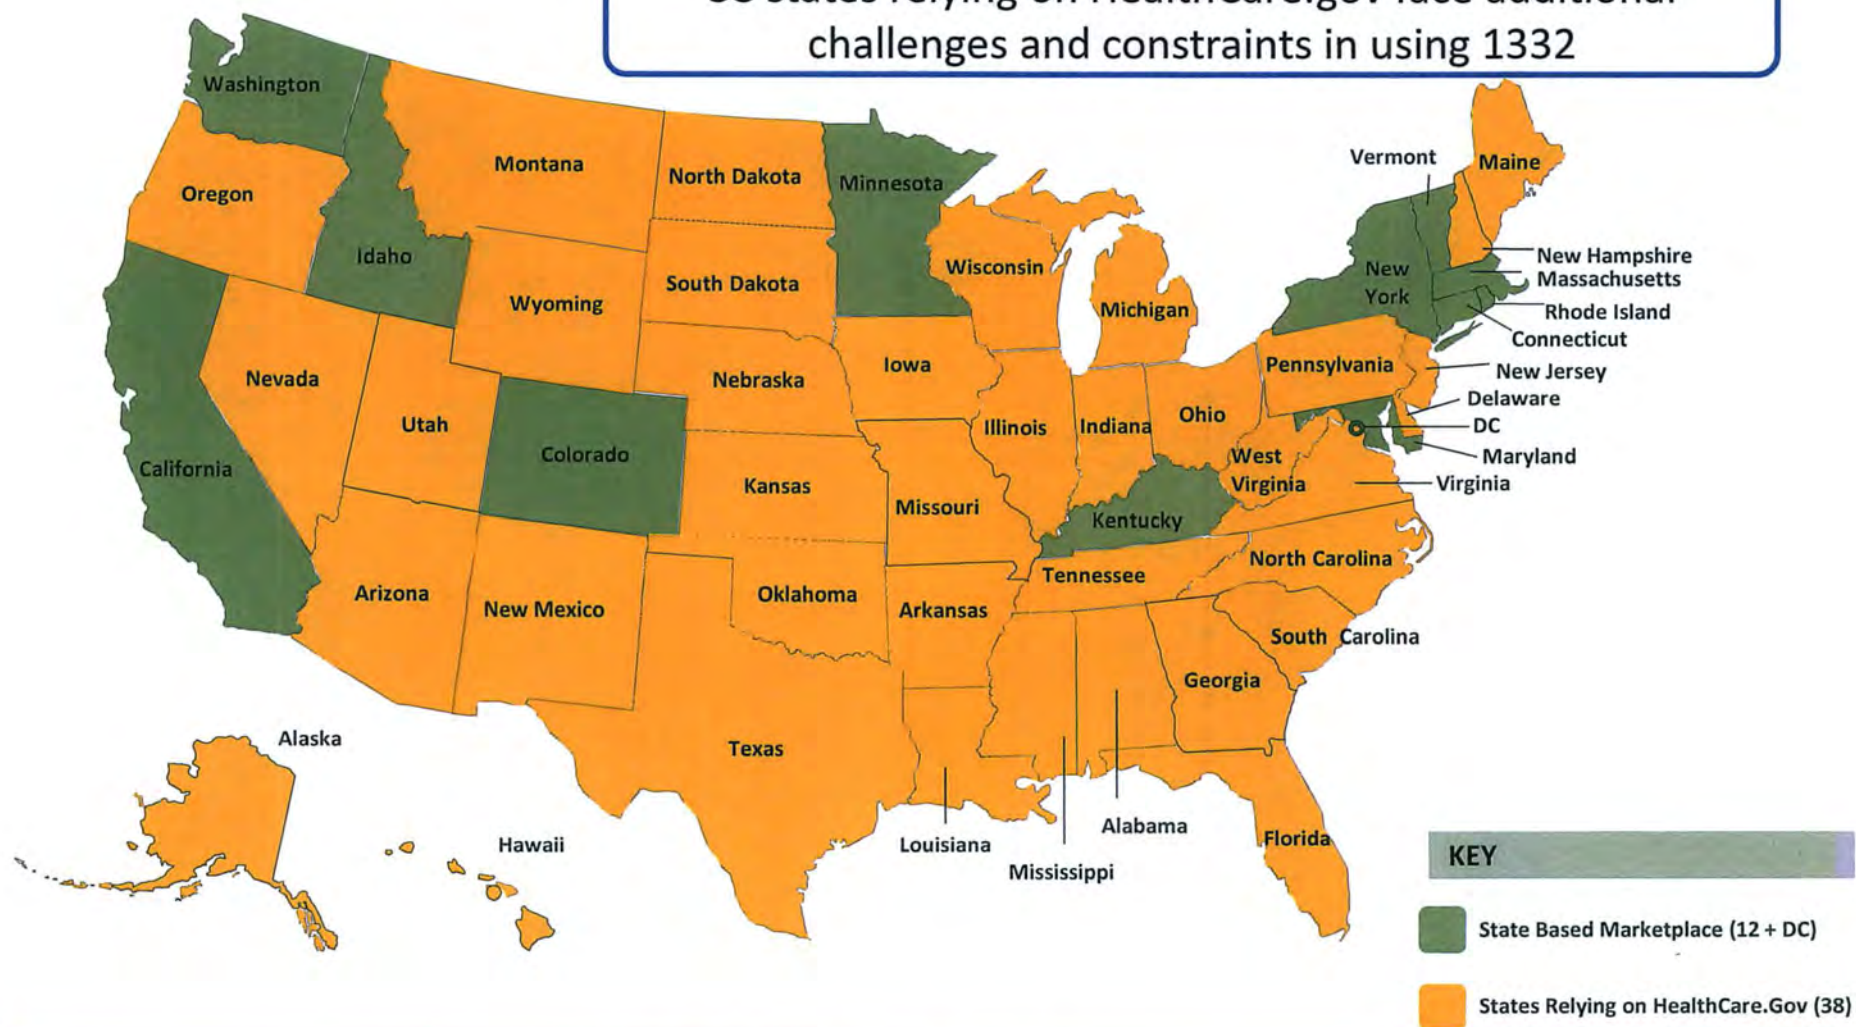 challenges and constraints in using 1332
Washington
Montana
North Dakota
Minnesota
Vermont
Maine
Oregon
Idaho
Wyoming
South Dakota
Wisconsin
Michigan
New
York
New Hampshire
Massachusetts
Rhode Island
Connecticut
Nevada
Utah
Colorado
Nebraska
Iowa
Illinois
Indiana
Ohio
Pennsylvania
New Jersey
Delaware
DC
Maryland
California
Kansas
Missouri
Kentucky
West
Virginia
Virginia
Arizona
New Mexico
Oklahoma
Arkansas
Tennessee
North Carolina
South Carolina
Georgia
Texas
Alaska
Hawaii
Louisiana
Mississippi
Alabama
Florida
KEY
State Based Marketplace (12 + DC)
States Relying on HealthCare.Gov (38)